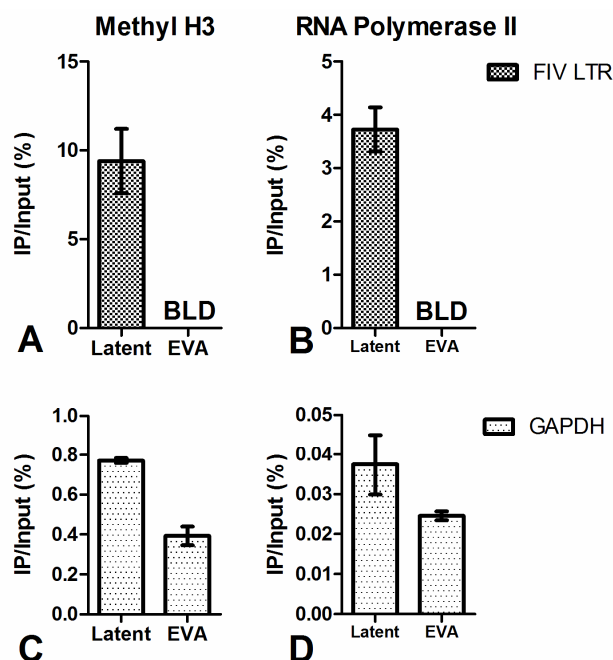 Methyl H3
RNA Polymerase II
FIV LTR
IP/Input (%)
15
10
5
0
BLD
Latent EVA
A
IP/Input (%)
5
4
3
2
1
0
BLD
Latent EVA
B
GAPDH
IP/Input (%)
1.0
0.8
0.6
0.4
0.2
0.0
Latent EVA
C
IP/Input (%)
0.05
0.04
0.03
0.02
0.01
0.00
Latent EVA
D